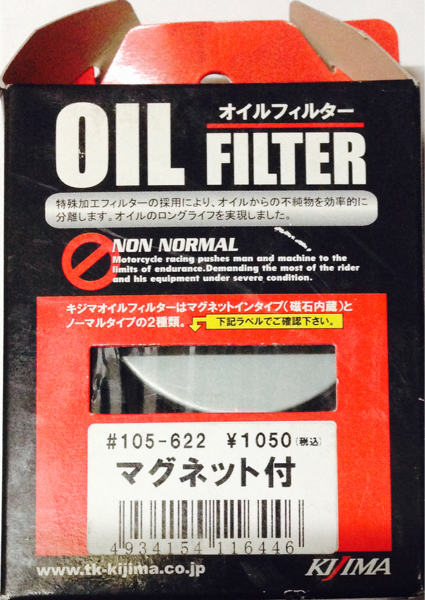 OIL
オイルフィルター
FILTER
特殊加工フィルターの採用により、オイルからの不純物を効率的に
分離します。オイルのロングライフを実現しました。
NON NORMAL
Motorcycle racing pushes man and machine to the
limits of endurance.Demanding the most of the rider
and his equipment under severe condition.
キジマオイルフィルターはマグネットインタイプ(磁石内蔵)と
ノーマルタイプの2種類。 下記ラベルでご確認下さい。
#105-622 ¥1050(税込)
マグネット付
4934154 116446
www.tk-kijima.co.jp KIJIMA